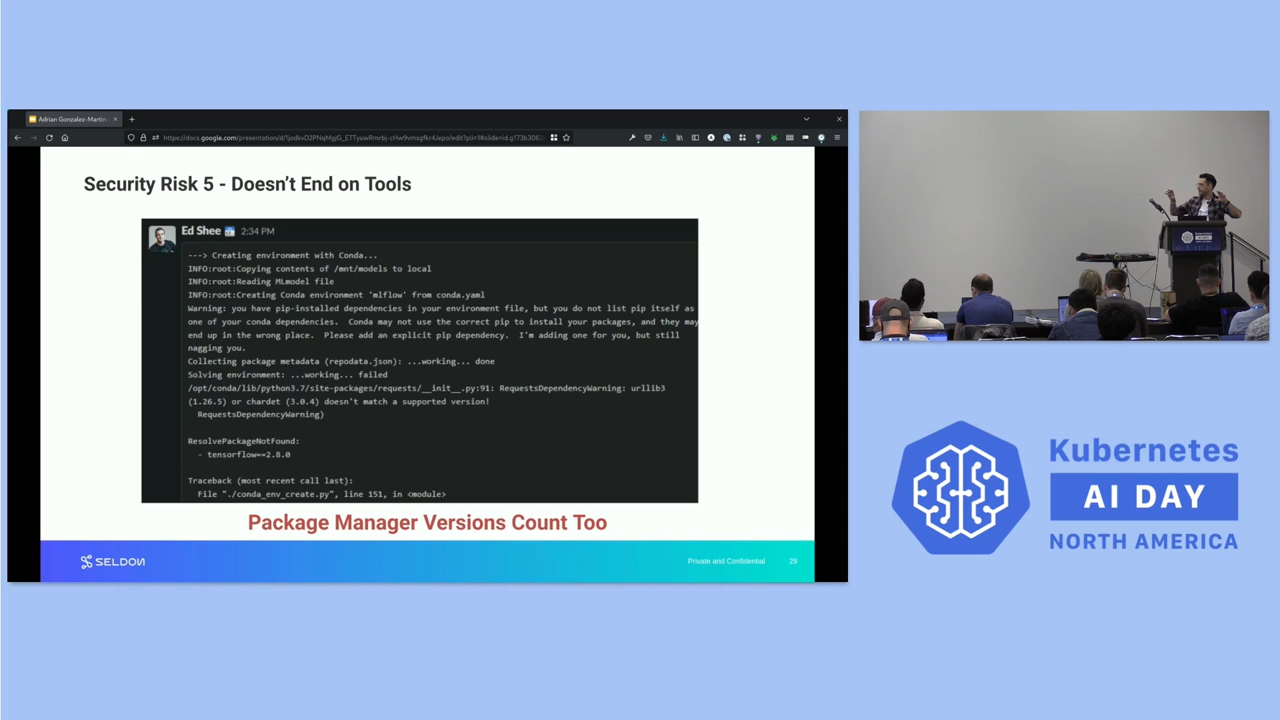 Adrian Gonzalez-Martin
Security Risk 5 - Doesn't End on Tools
Ed Shee 2:34 PM
---> Creating environment with Conda...
INFO:root:Copying contents of /mnt/models to local
INFO:root:Reading MLmodel file
INFO:root:Creating Conda environment 'mlflow' from conda.yaml
Warning: you have pip-installed dependencies in your environment file, but you do not list pip itself as
one of your conda dependencies.  Conda may not use the correct pip to install your packages, and they may
end up in the wrong place.  Please add an explicit pip dependency.  I'm adding one for you, but still
nagging you.
Collecting package metadata (repodata.json): ...working... done
Solving environment: ...working... failed
/opt/conda/lib/python3.7/site-packages/requests/__init__.py:91: RequestsDependencyWarning: urllib3
(1.26.5) or chardet (3.0.4) doesn't match a supported version!
RequestsDependencyWarning)
ResolvePackageNotFound:
- tensorflow==2.8.0
Traceback (most recent call last):
File "./conda_env_create.py", line 151, in <module>
Package Manager Versions Count Too
SELDON
Private and Confidential 29
Kubernetes
AI DAY
NORTH AMERICA